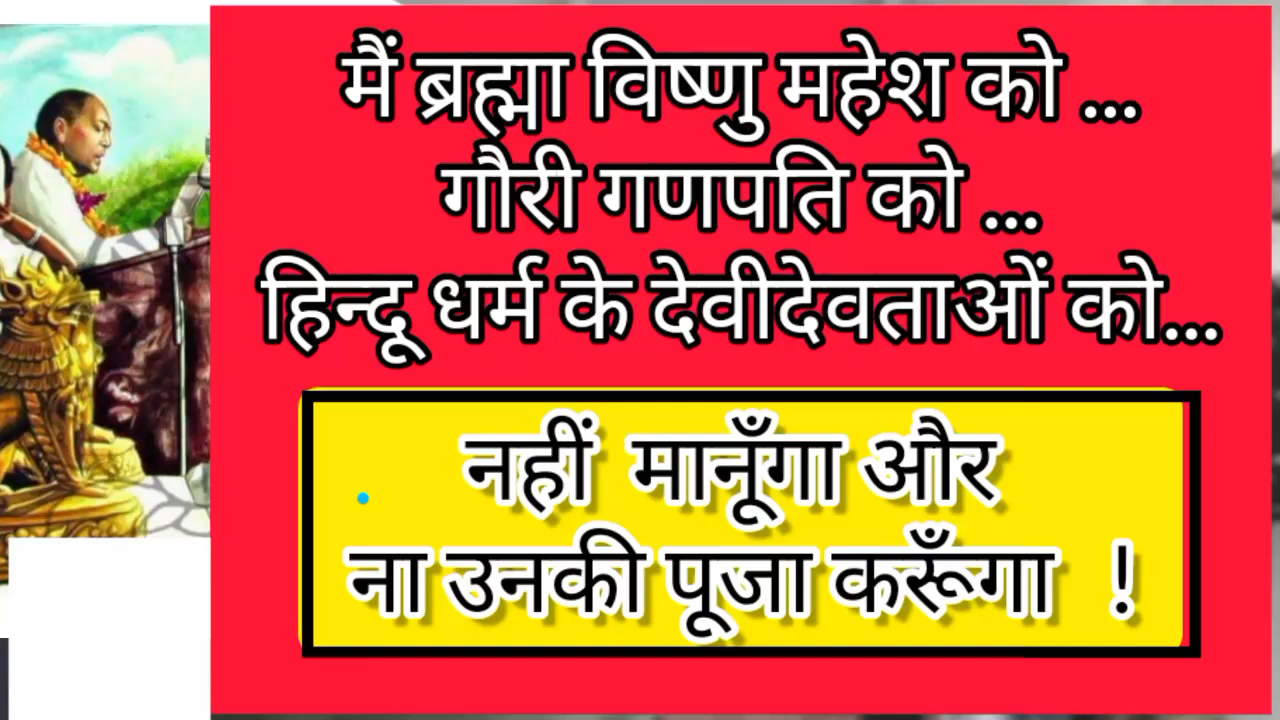 मैं ब्रह्मा विष्णु महेश को ...
गौरी गणपति को ...
हिन्दू धर्म के देवीदेवताओं को...
नहीं मानूँगा और
ना उनकी पूजा करूँगा !